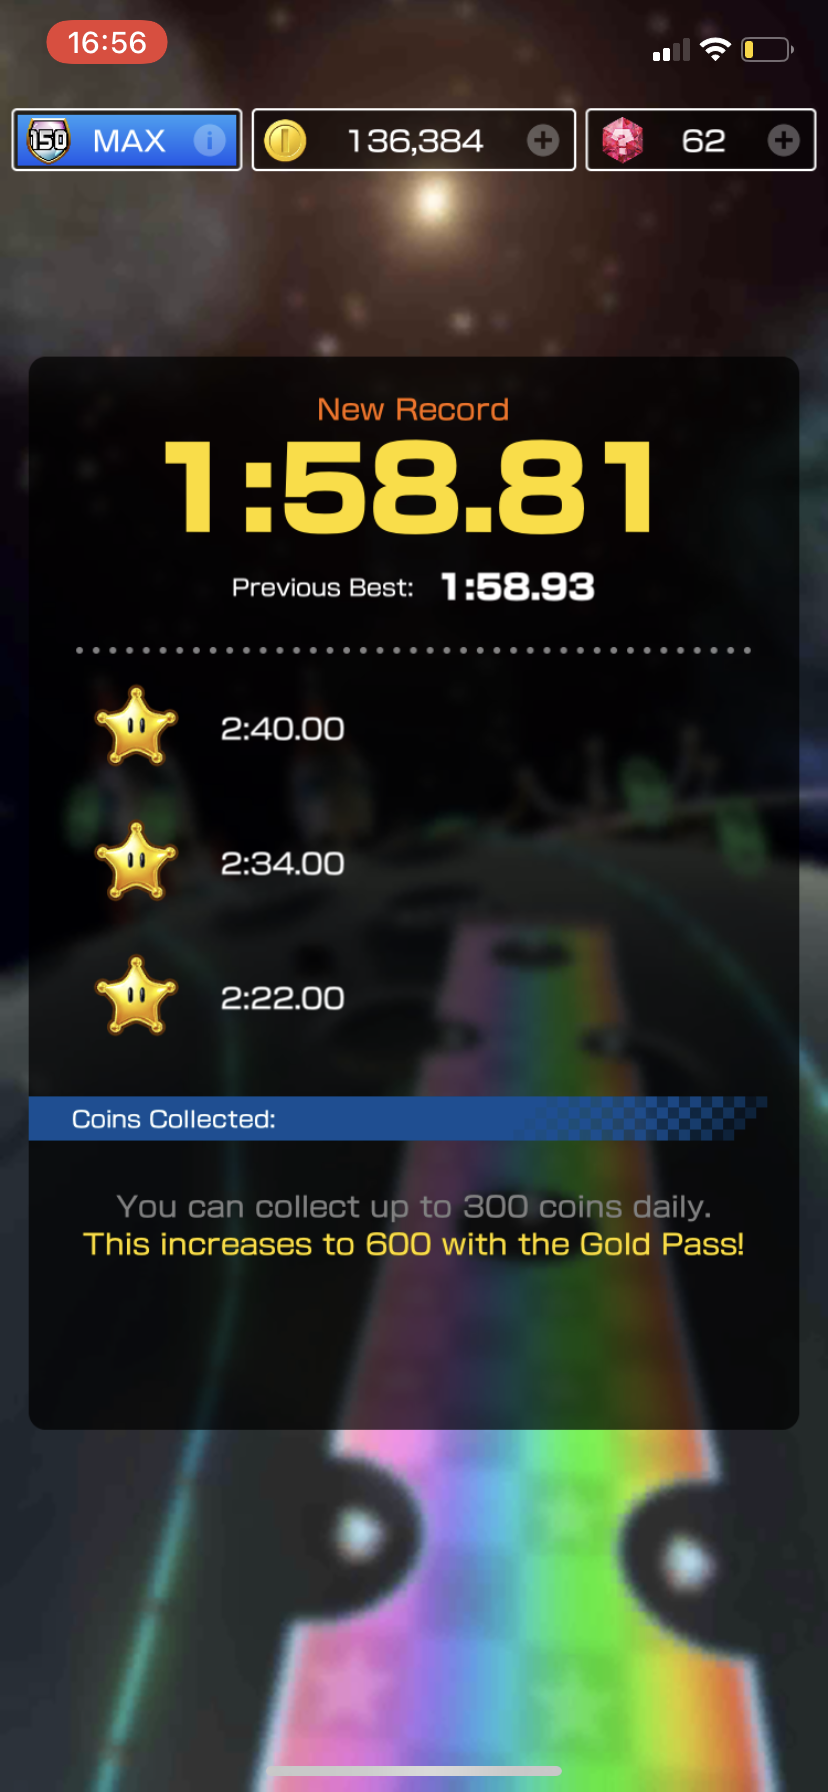 16:56
150 MAX i 136,384 + 62 +
New Record
1:58.81
Previous Best: 1:58.93
2:40.00
2:34.00
2:22.00
Coins Collected:
You can collect up to 300 coins daily.
This increases to 600 with the Gold Pass!